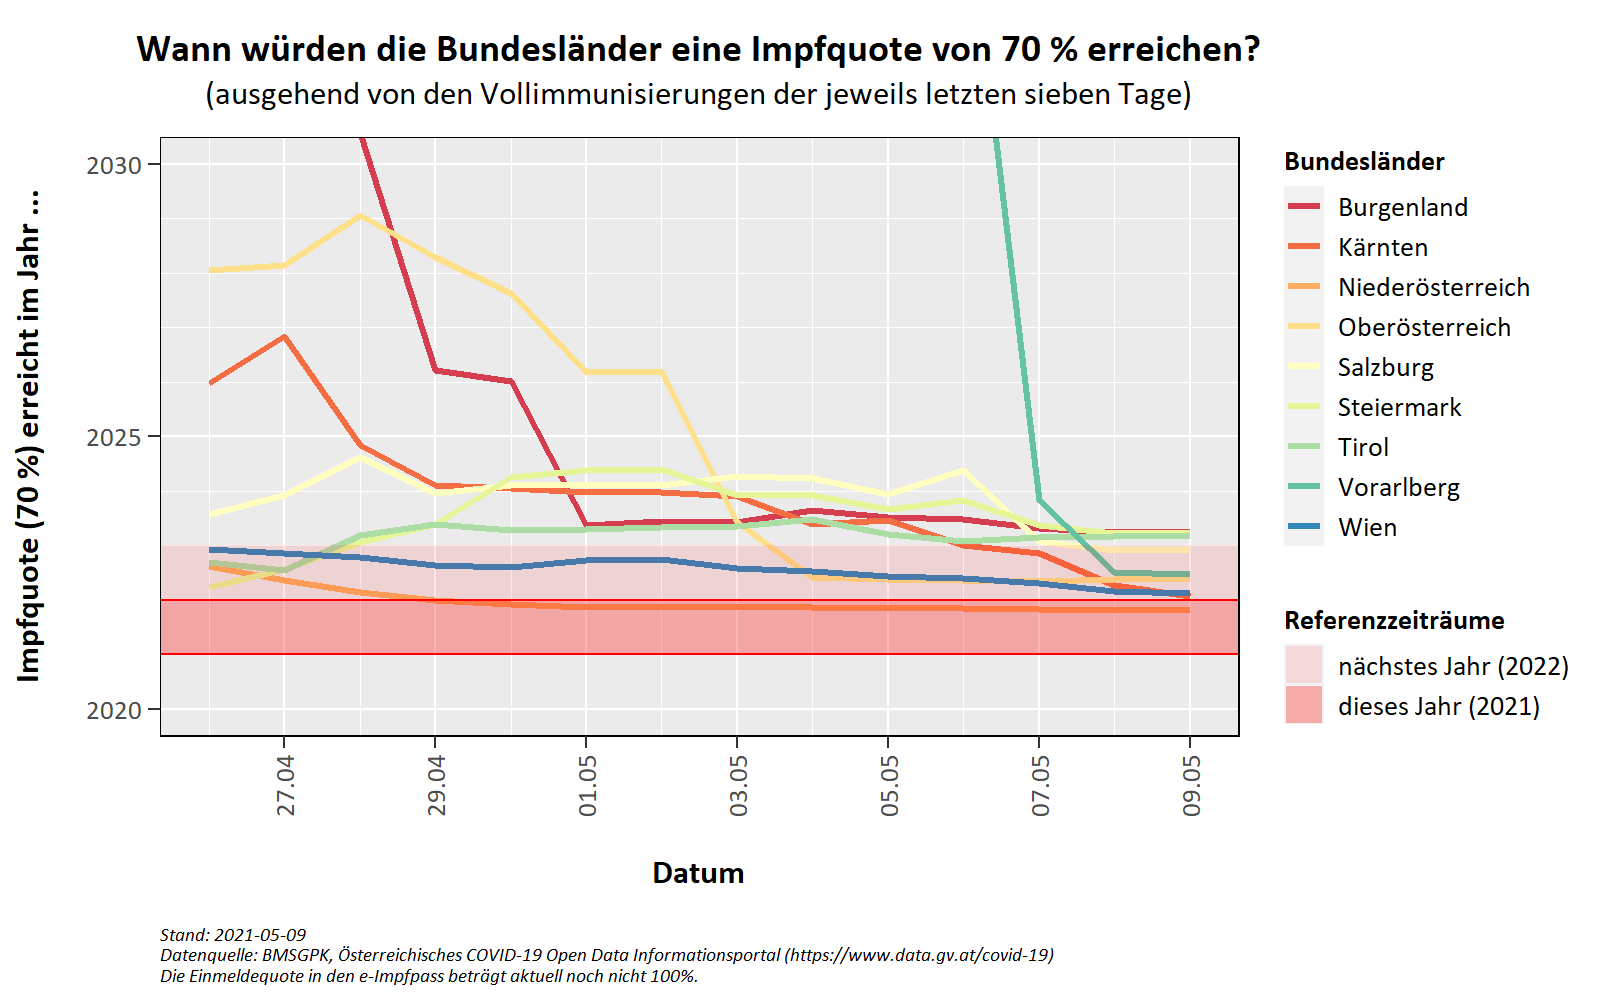 Wann würden die Bundesländer eine Impfquote von 70 % erreichen?
(ausgehend von den Vollimmunisierungen der jeweils letzten sieben Tage)
Impfquote (70 %) erreicht im Jahr ...
2030
2025
2020
27.04
29.04
01.05
03.05
05.05
07.05
09.05
Datum
Bundesländer
Burgenland
Kärnten
Niederösterreich
Oberösterreich
Salzburg
Steiermark
Tirol
Vorarlberg
Wien
Referenzzeiträume
nächstes Jahr (2022)
dieses Jahr (2021)
Stand: 2021-05-09
Datenquelle: BMSGPK, Österreichisches COVID-19 Open Data Informationsportal (https://www.data.gv.at/covid-19)
Die Einmeldequote in den e-Impfpass beträgt aktuell noch nicht 100%.